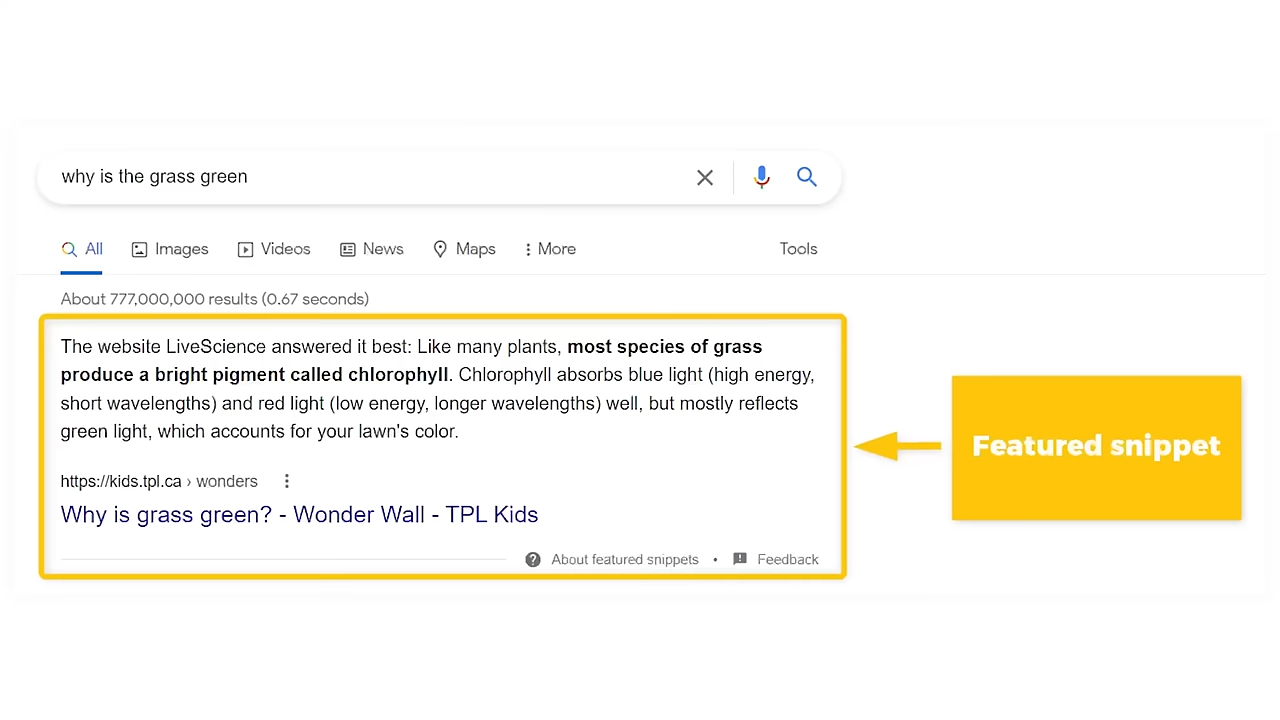 why is the grass green
All Images Videos News Maps More Tools
About 777,000,000 results (0.67 seconds)
The website LiveScience answered it best: Like many plants, most species of grass
produce a bright pigment called chlorophyll. Chlorophyll absorbs blue light (high energy,
short wavelengths) and red light (low energy, longer wavelengths) well, but mostly reflects
green light, which accounts for your lawn's color.
https://kids.tpl.ca › wonders
Why is grass green? - Wonder Wall - TPL Kids
About featured snippets • Feedback
Featured snippet